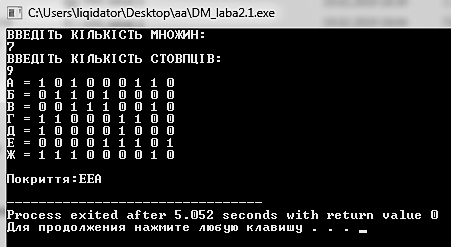 C:\Users\liqidator\Desktop\aa\DM_laba2.1.exe
ВВЕДІТЬ КІЛЬКІСТЬ МНОЖИН:
7
ВВЕДІТЬ КІЛЬКІСТЬ СТОВПЦІВ:
9
А = 1 0 1 0 0 0 1 1 0
Б = 0 1 1 0 1 0 0 0 0
В = 0 0 1 1 1 0 0 1 0
Г = 1 1 0 0 0 1 1 0 0
Д = 1 0 0 0 0 1 0 0 0
Е = 0 0 0 0 1 1 1 0 1
Ж = 1 1 1 0 0 0 0 1 0
Покриття:ЕЕА
--------------------------------
Process exited after 5.052 seconds with return value 0
Для продолжения нажмите любую клавишу . . .